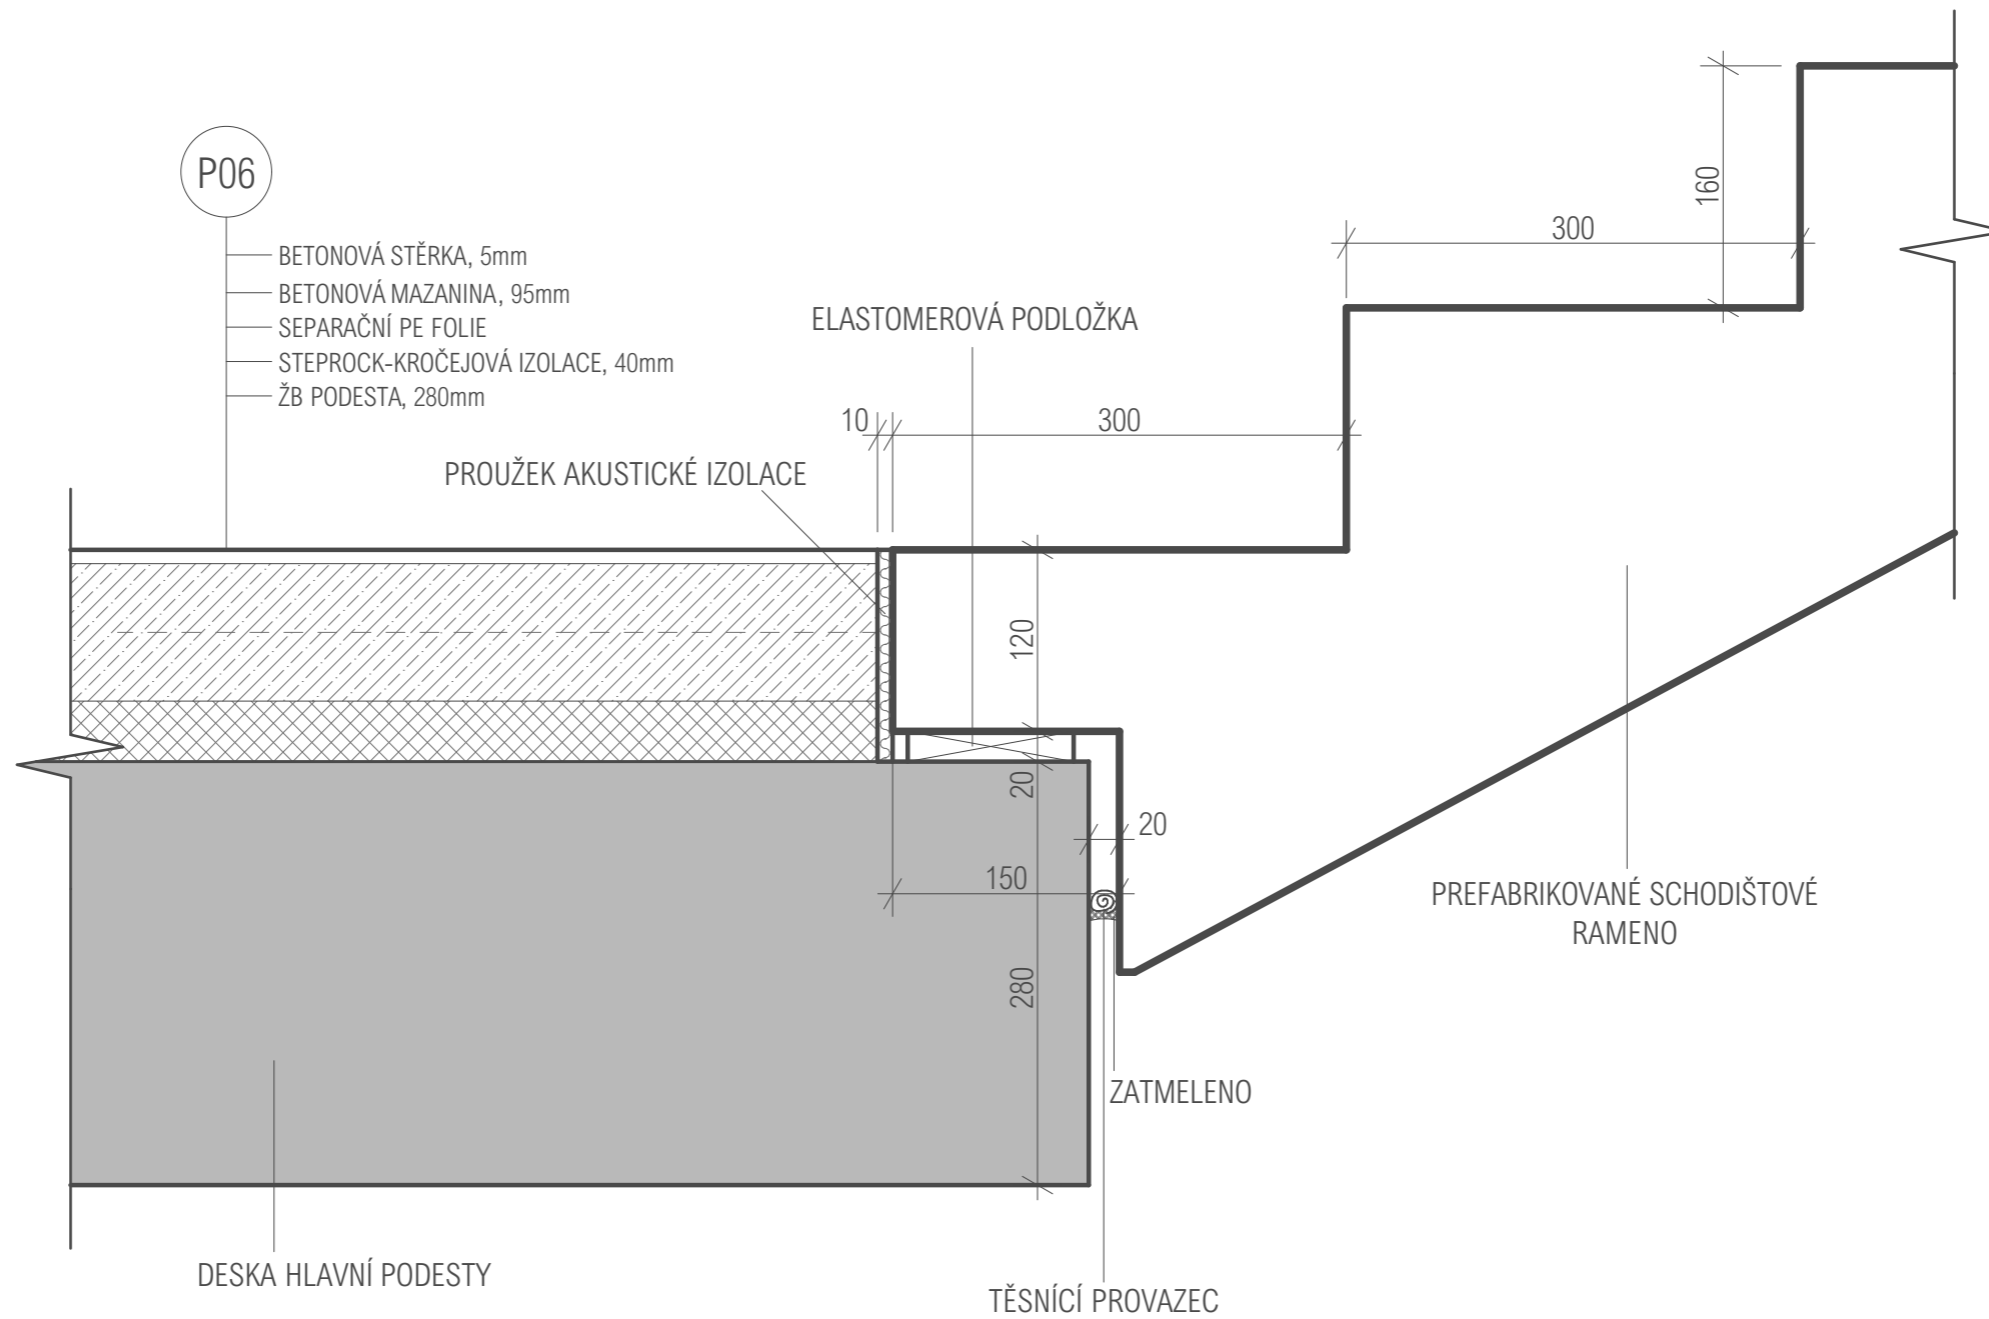 P06
BETONOVÁ STĚRKA, 5mm
BETONOVÁ MAZANINA, 95mm
SEPARAČNÍ PE FOLIE
STEPROCK-KROČEJOVÁ IZOLACE, 40mm
ŽB PODESTA, 280mm
160
300
ELASTOMEROVÁ PODLOŽKA
10
300
PROUŽEK AKUSTICKÉ IZOLACE
120
20
20
150
280
PREFABRIKOVANÉ SCHODIŠTOVÉ
RAMENO
ZATMELENO
DESKA HLAVNÍ PODESTY
TĚSNÍCÍ PROVAZEC